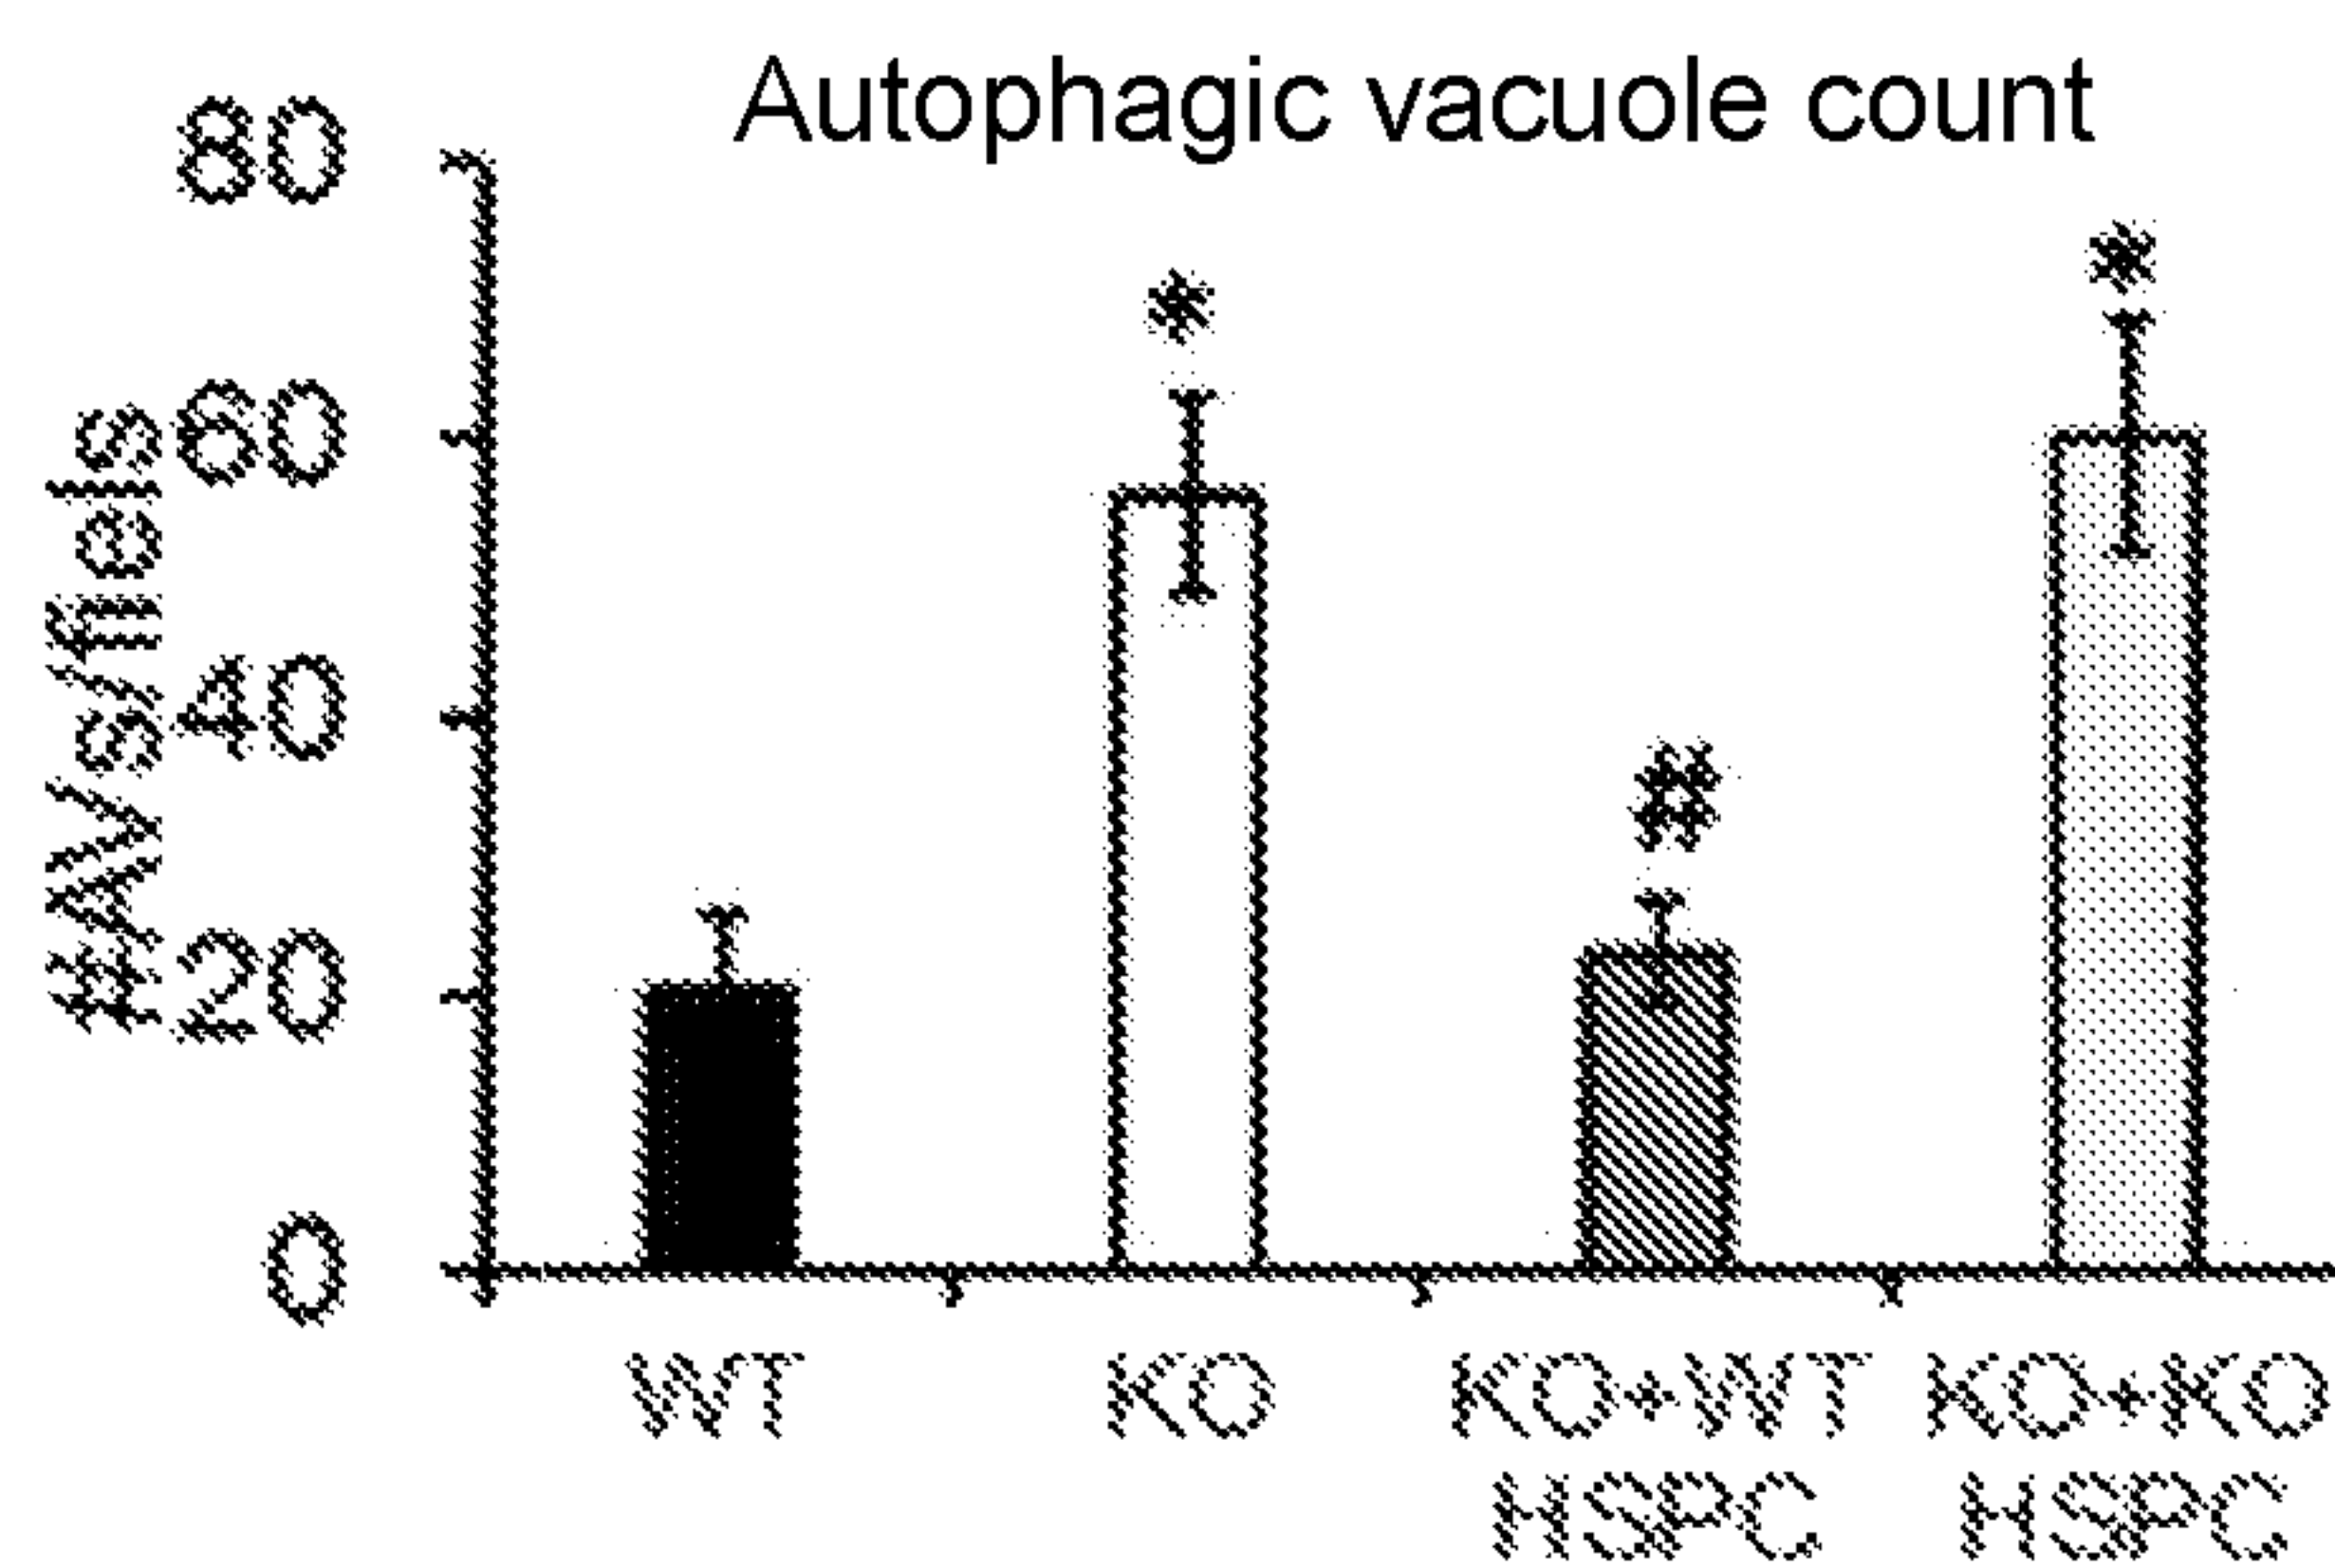 Autophagic vacuole count
#AVs/fields
80
60
40
20
0
*
*
#
WT
KO
KO+WT
HSPC
KO+KO
HSPC